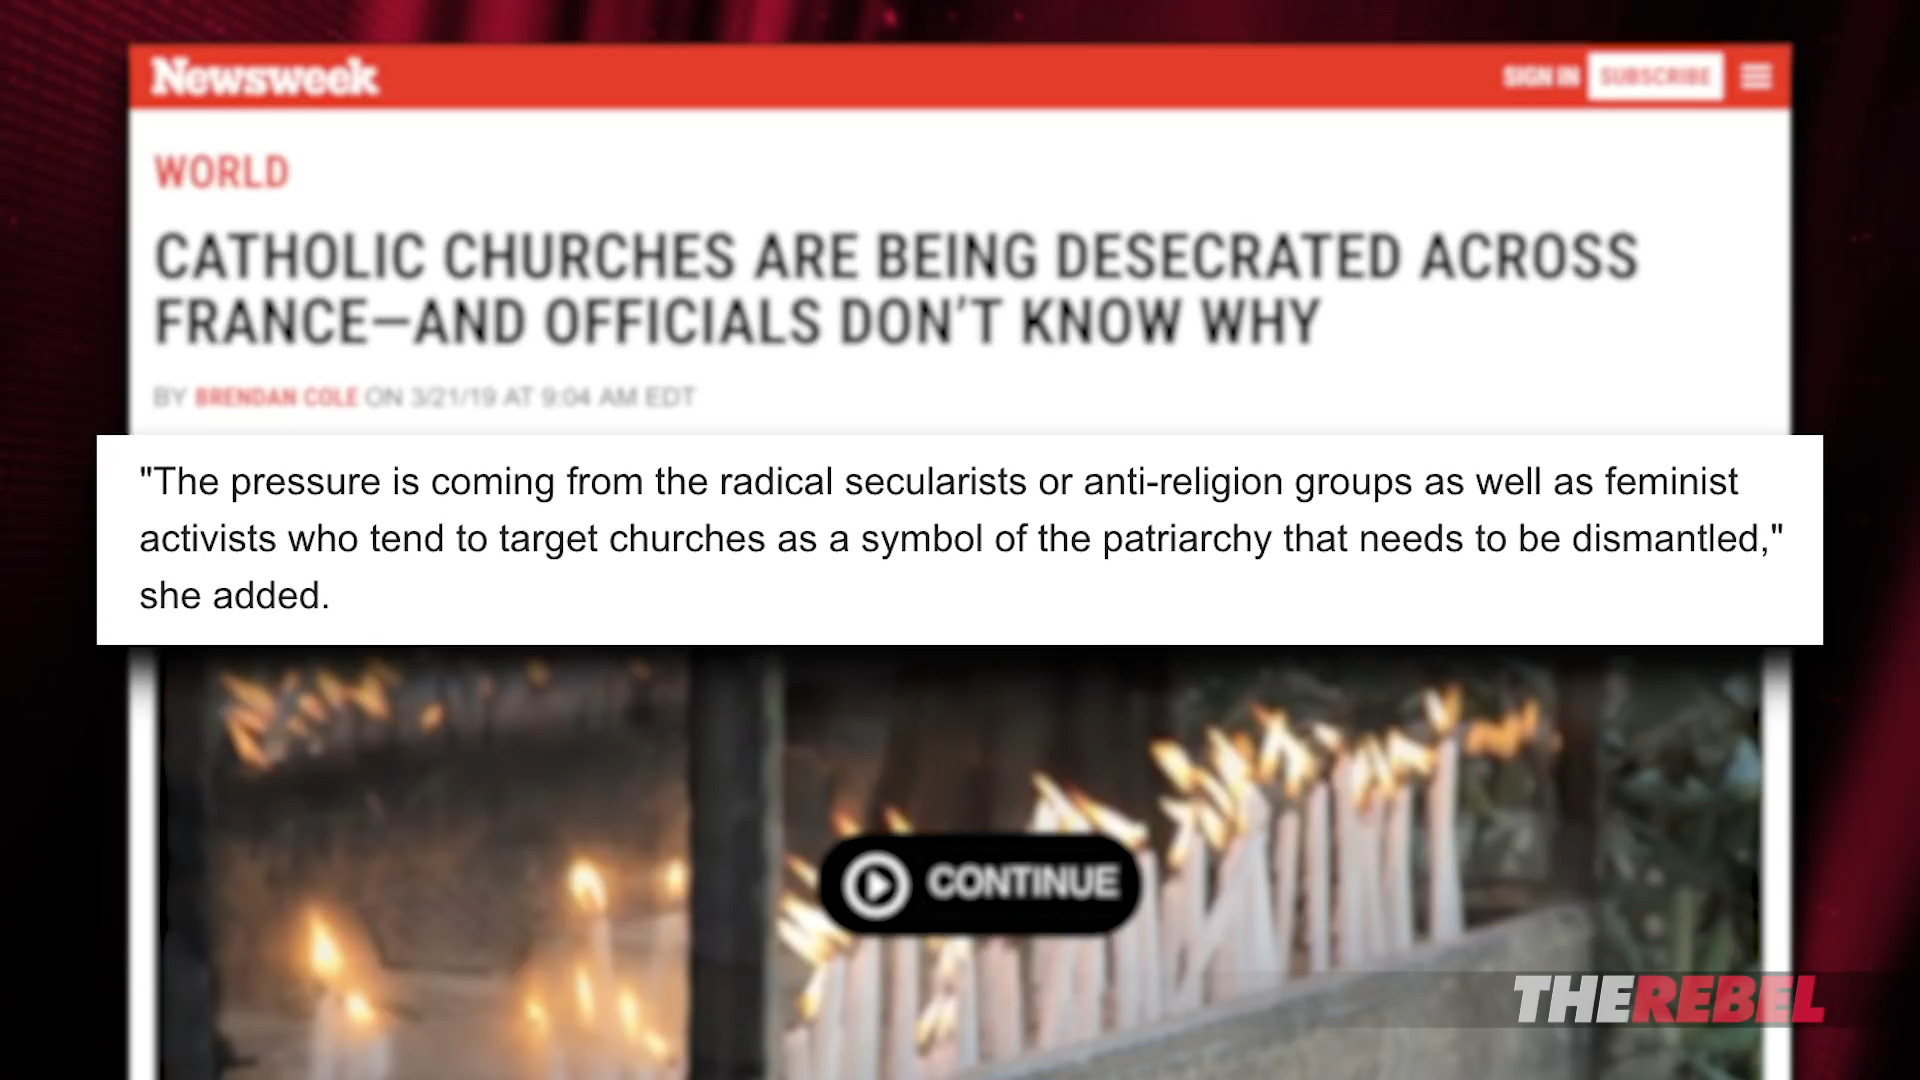 Newsweek
SIGN IN SUBSCRIBE
WORLD
CATHOLIC CHURCHES ARE BEING DESECRATED ACROSS
FRANCE—AND OFFICIALS DON'T KNOW WHY
BY BRENDAN COLE ON 3/21/19 AT 9:04 AM EDT
"The pressure is coming from the radical secularists or anti-religion groups as well as feminist
activists who tend to target churches as a symbol of the patriarchy that needs to be dismantled,"
she added.
CONTINUE
THEREBEL